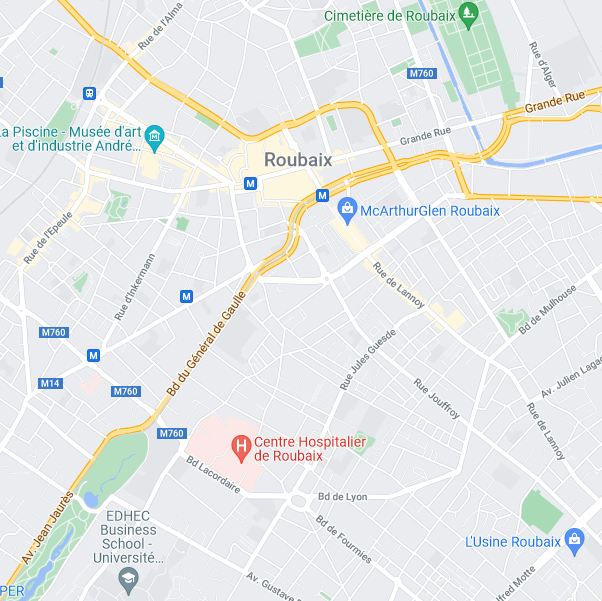 Cimetière de Roubaix
Rue de l'Alma
M760
Rue d'Alger
Grande Rue
La Piscine - Musée d'art
et d'industrie André...
Grande Rue
Roubaix
M
M
McArthurGlen Roubaix
Rue de l'Epeule
Rue d'Inkermann
Rue de Lannoy
M
Bd de Mulhouse
M760
Bd du Général de Gaulle
Rue Jules Guesde
M
M14
M760
Rue Jouffroy
Av. Julien Lagac
Rue de Lannoy
M760
H
Centre Hospitalier
de Roubaix
Bd Lacordaire
Bd de Lyon
Av. Jean Jaurès
EDHEC
Business
School -
Université...
Bd de Fourmies
L'Usine Roubaix
Av. Gustave
lfred Motte
PER